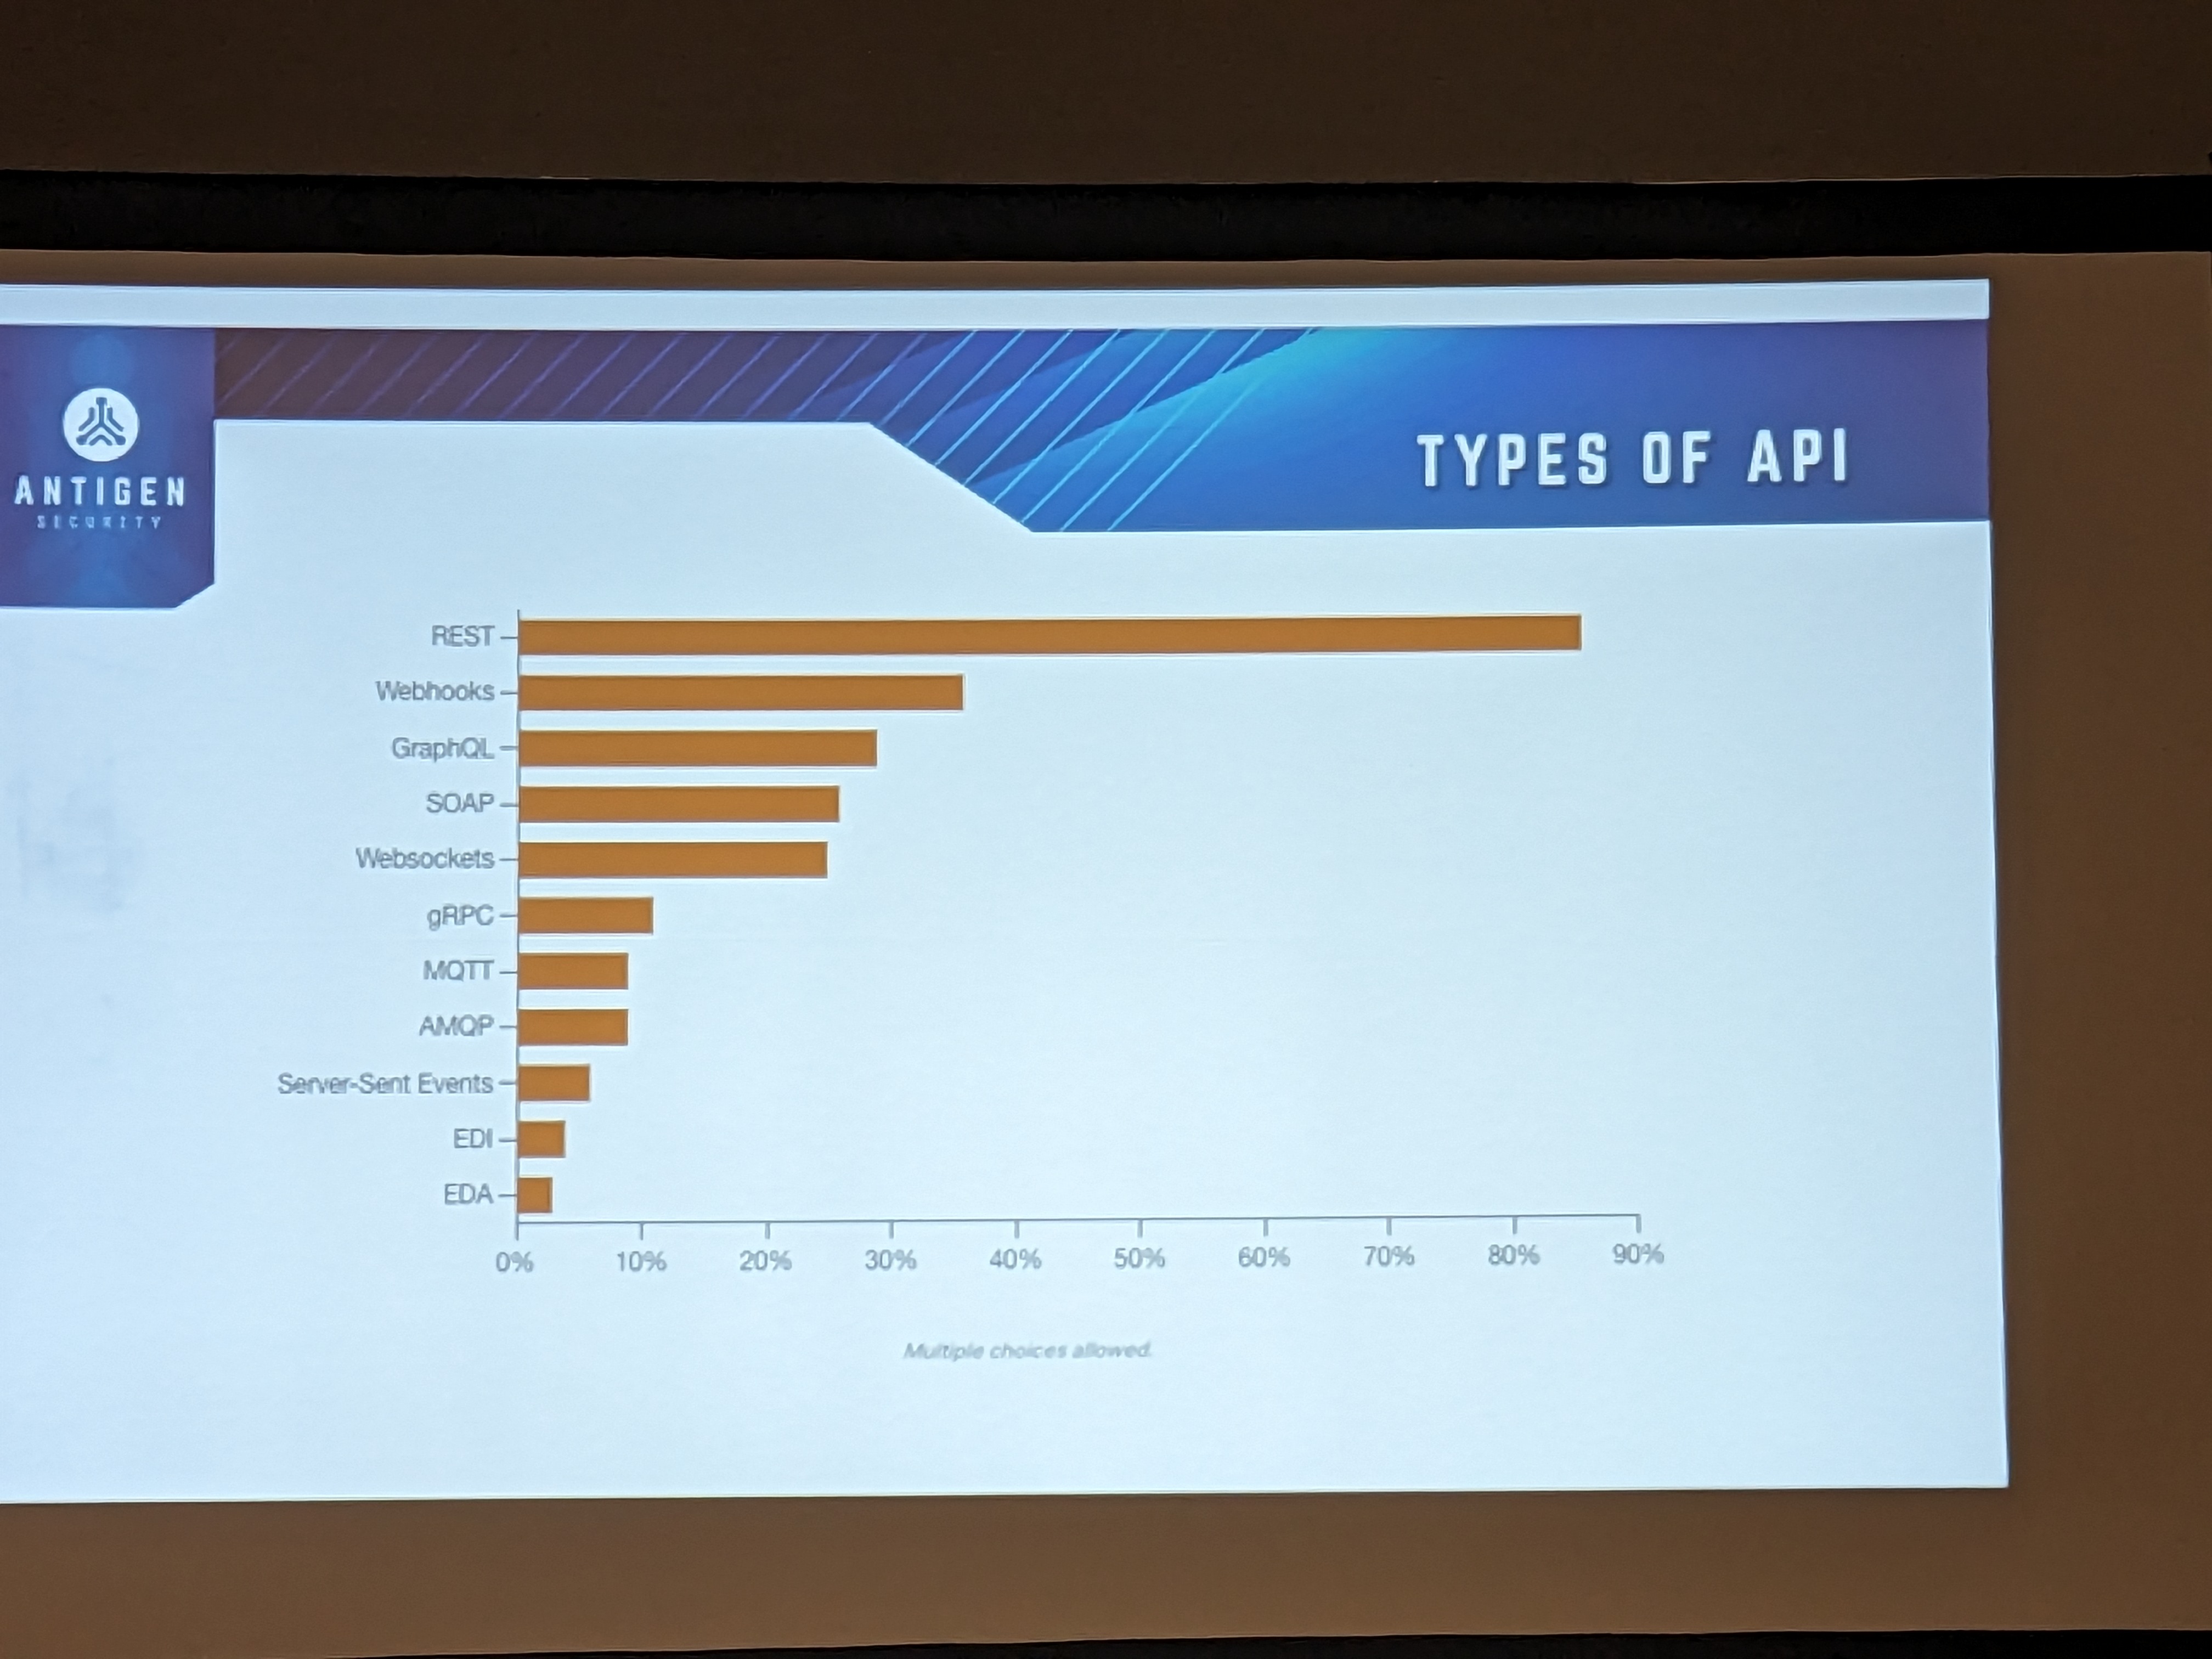 ANTIGEN
SECURITY
TYPES OF API
REST
Webhooks
GraphQL
SOAP
Websockets
gRPC
MQTT
AMQP
Server-Sent Events
EDI
EDA
0% 10% 20% 30% 40% 50% 60% 70% 80% 90%
Multiple choices allowed.